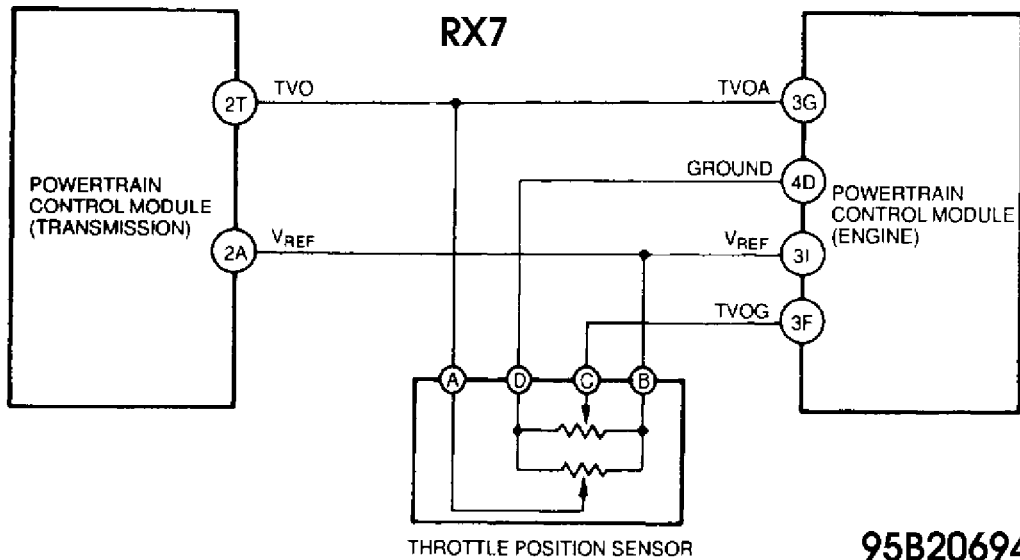 RX7
TVO
TVOA
2T
3G
GROUND
4D
POWERTRAIN
CONTROL MODULE
(TRANSMISSION)
POWERTRAIN
CONTROL MODULE
(ENGINE)
2A
VREF
VREF
3I
TVOG
3F
A
D
C
B
THROTTLE POSITION SENSOR
95B20694